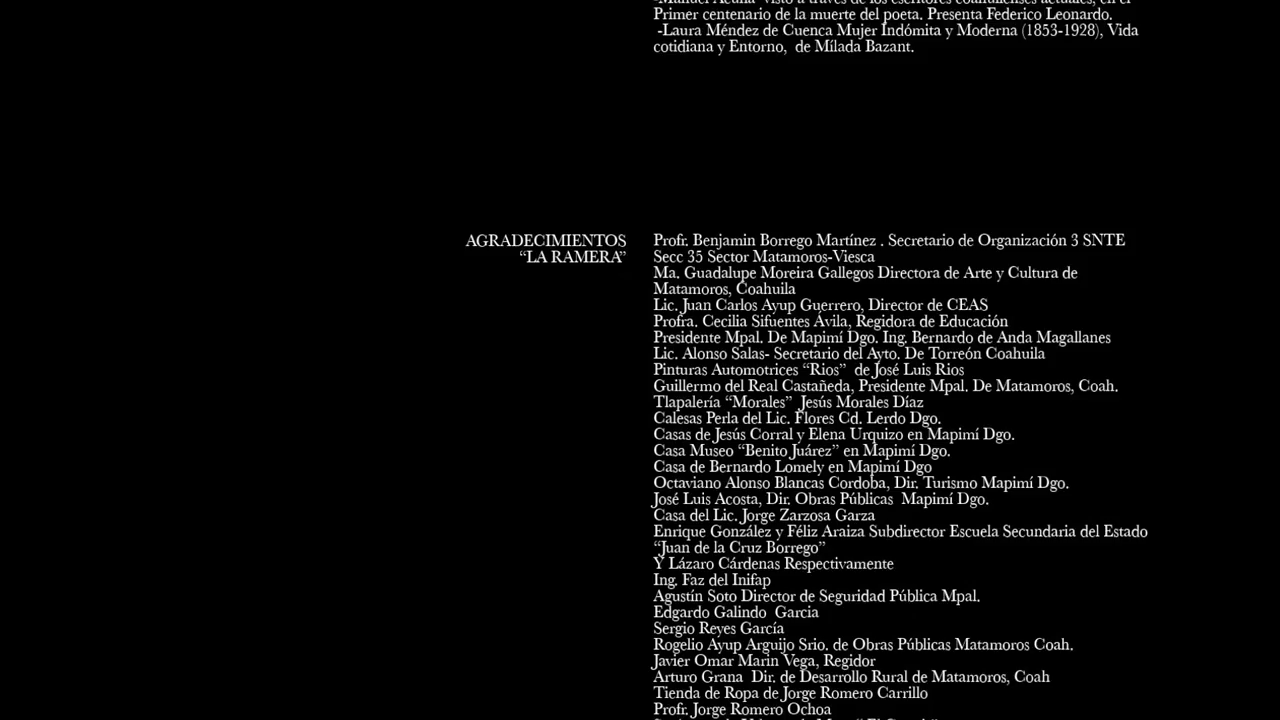 -Manuel Acuña visto a través de los escritores coahuilenses actuales, en el
Primer centenario de la muerte del poeta. Presenta Federico Leonardo.
-Laura Méndez de Cuenca Mujer Indómita y Moderna (1853-1928), Vida
cotidiana y Entorno,  de Mílada Bazant.
AGRADECIMIENTOS
“LA RAMERA”
Profr. Benjamin Borrego Martínez . Secretario de Organización 3 SNTE
Secc 35 Sector Matamoros-Viesca
Ma. Guadalupe Moreira Gallegos Directora de Arte y Cultura de
Matamoros, Coahuila
Lic. Juan Carlos Ayup Guerrero, Director de CEAS
Profra. Cecilia Sifuentes Ávila, Regidora de Educación
Presidente Mpal. De Mapimí Dgo. Ing. Bernardo de Anda Magallanes
Lic. Alonso Salas- Secretario del Ayto. De Torreón Coahuila
Pinturas Automotrices “Rios”  de José Luis Rios
Guillermo del Real Castañeda, Presidente Mpal. De Matamoros, Coah.
Tlapalería “Morales”  Jesús Morales Díaz
Calesas Perla del Lic. Flores Cd. Lerdo Dgo.
Casas de Jesús Corral y Elena Urquizo en Mapimí Dgo.
Casa Museo “Benito Juárez” en Mapimí Dgo.
Casa de Bernardo Lomely en Mapimí Dgo
Octaviano Alonso Blancas Cordoba, Dir. Turismo Mapimí Dgo.
José Luis Acosta, Dir. Obras Públicas  Mapimí Dgo.
Casa del Lic. Jorge Zarzosa Garza
Enrique González y Féliz Araiza Subdirector Escuela Secundaria del Estado
“Juan de la Cruz Borrego”
Y Lázaro Cárdenas Respectivamente
Ing. Faz del Inifap
Agustín Soto Director de Seguridad Pública Mpal.
Edgardo Galindo  Garcia
Sergio Reyes García
Rogelio Ayup Arguijo Srio. de Obras Públicas Matamoros Coah.
Javier Omar Marin Vega, Regidor
Arturo Grana  Dir. de Desarrollo Rural de Matamoros, Coah
Tienda de Ropa de Jorge Romero Carrillo
Profr. Jorge Romero Ochoa